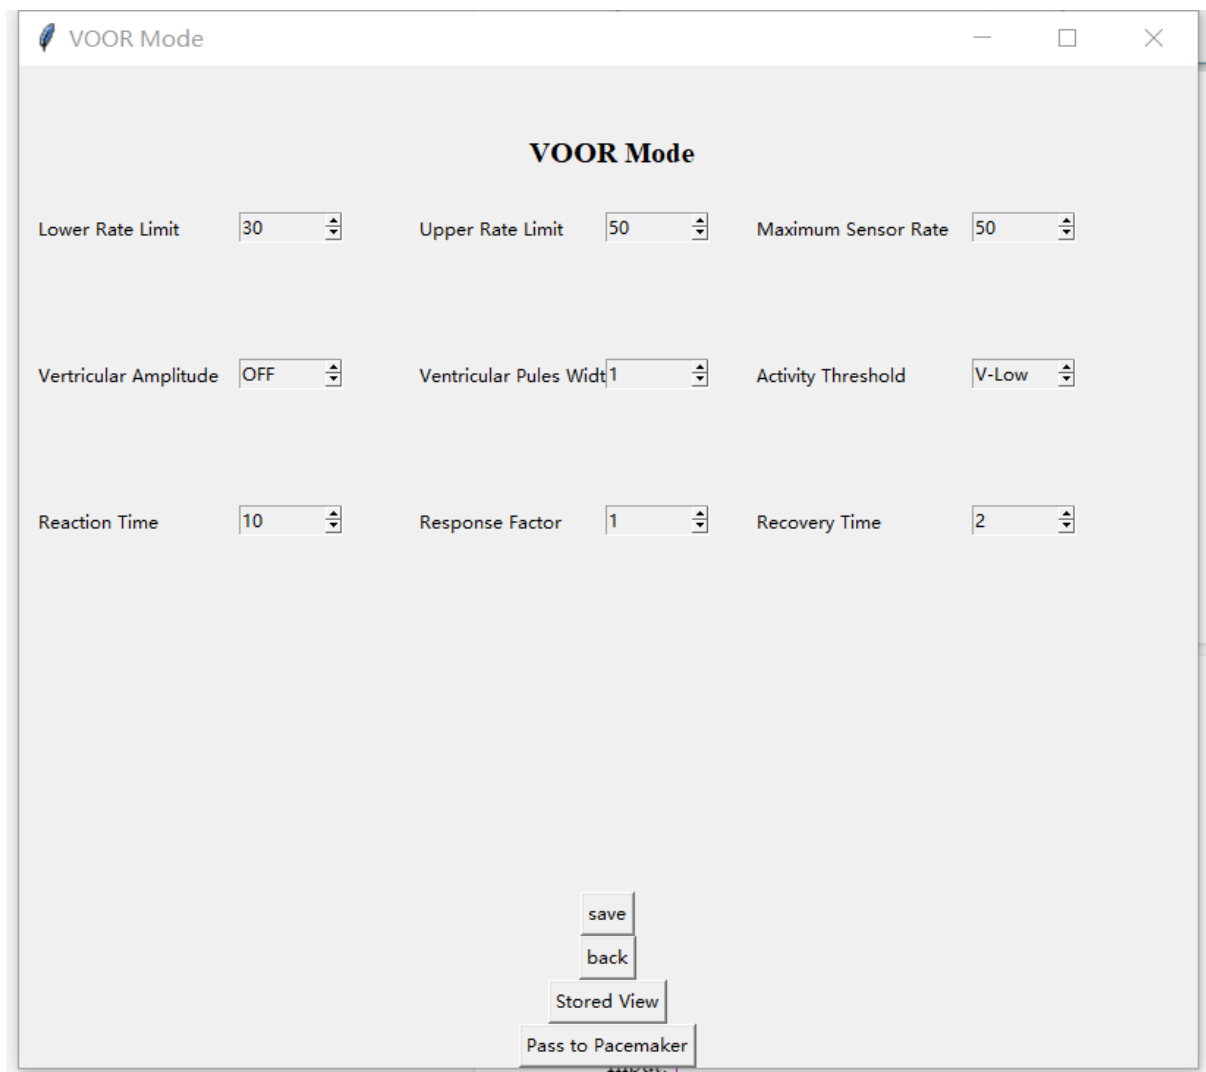 VOOR Mode
VOOR Mode
Lower Rate Limit 30 Upper Rate Limit 50 Maximum Sensor Rate 50
Vertricular Amplitude OFF Ventricular Pules Widt 1 Activity Threshold V-Low
Reaction Time 10 Response Factor 1 Recovery Time 2
save
back
Stored View
Pass to Pacemaker